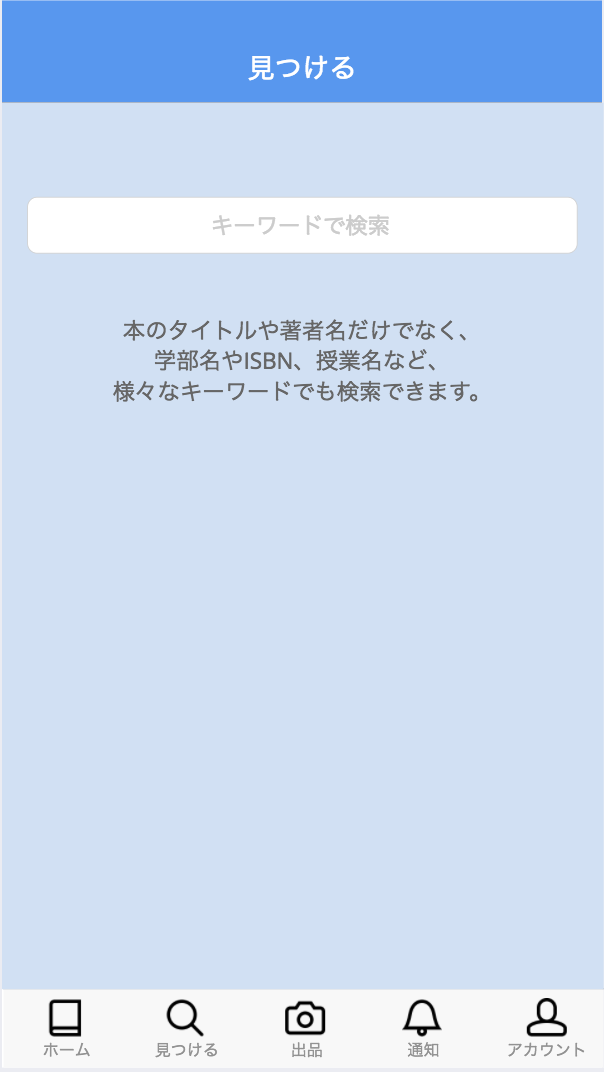 見つける
キーワードで検索
本のタイトルや著者名だけでなく、
学部名やISBN、授業名など、
様々なキーワードでも検索できます。
ホーム
見つける
出品
通知
アカウント